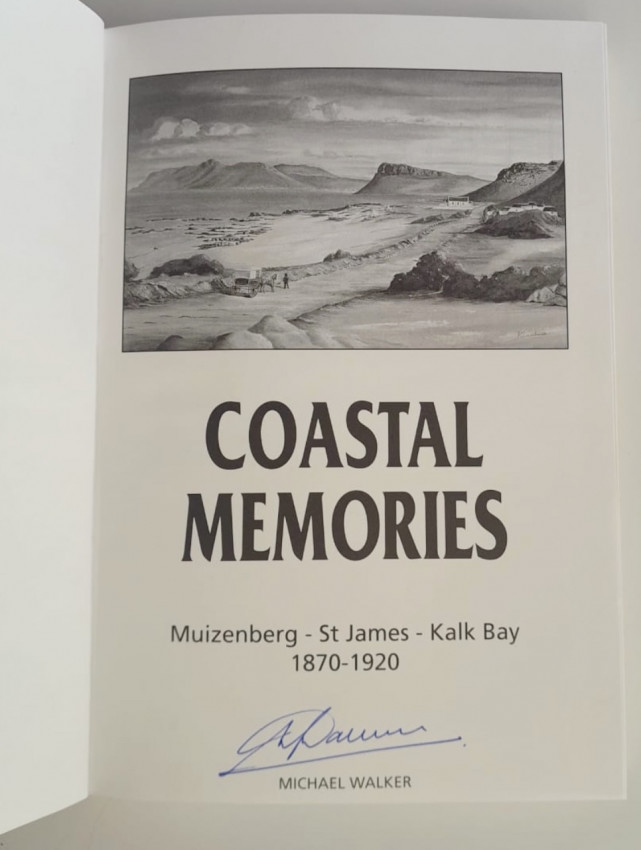 COASTAL
MEMORIES
Muizenberg - St James - Kalk Bay
1870-1920
MICHAEL WALKER